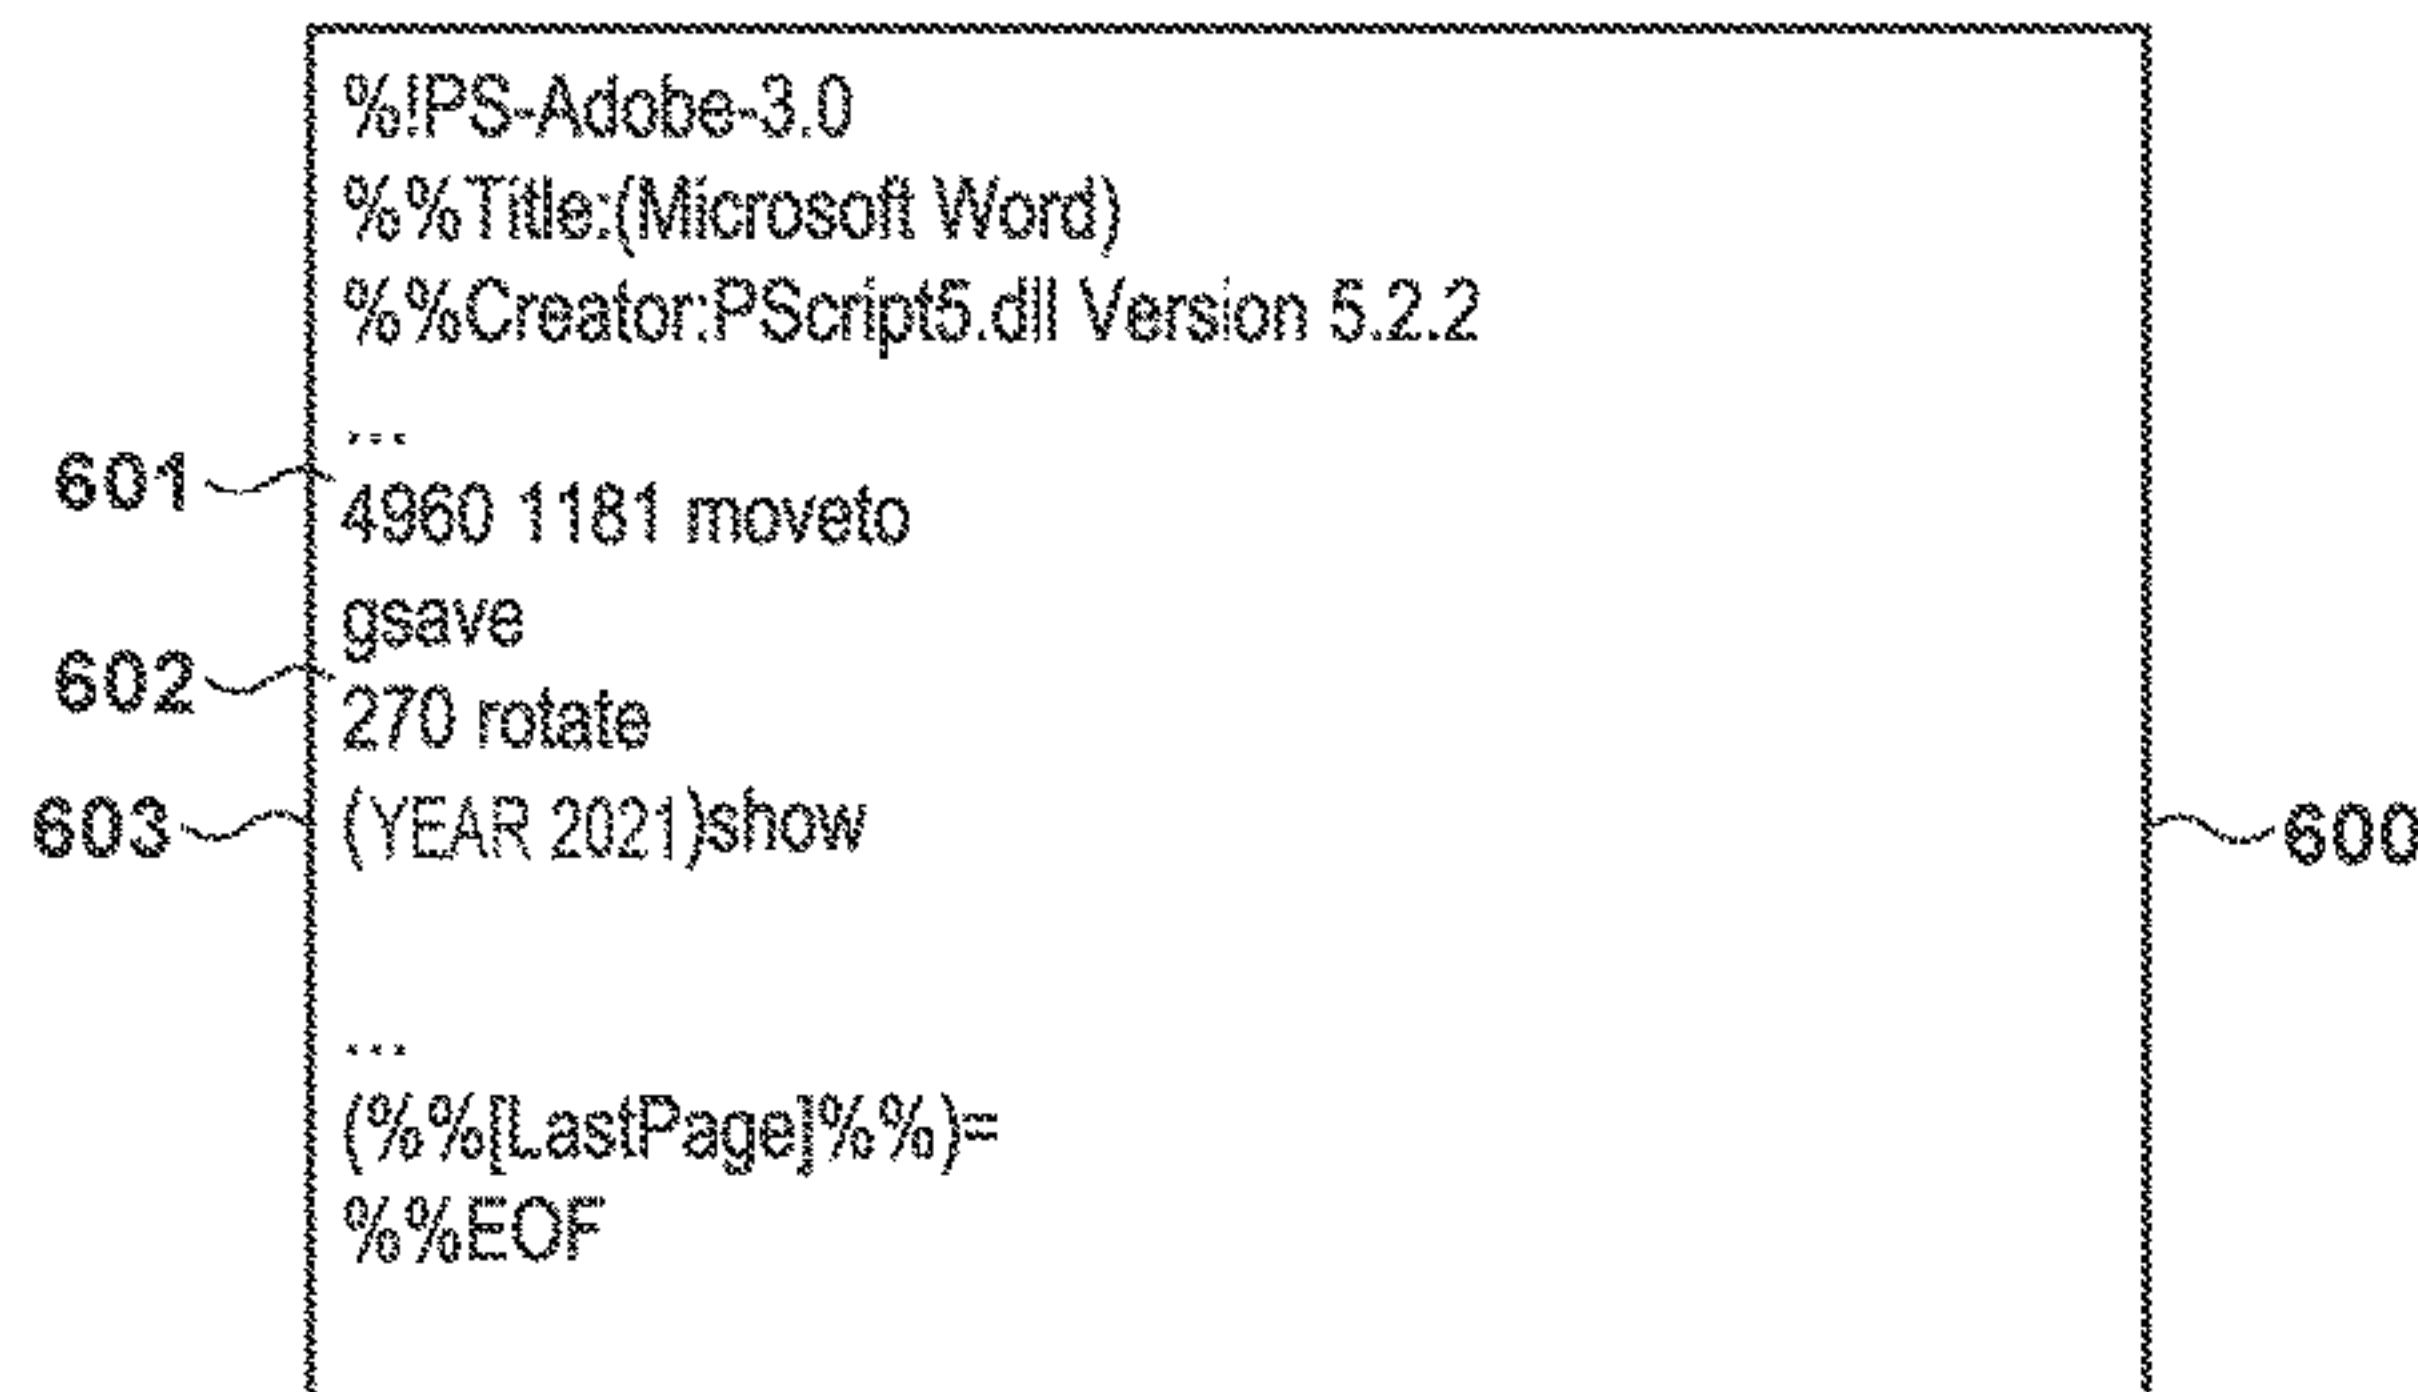 %!PS-Adobe-3.0
%%Title:(Microsoft Word)
%%Creator:PScript5.dll Version 5.2.2
...
601
4960 1181 moveto
gsave
602
270 rotate
603
(YEAR 2021)show
600
...
(%%[LastPage]%%)=
%%EOF